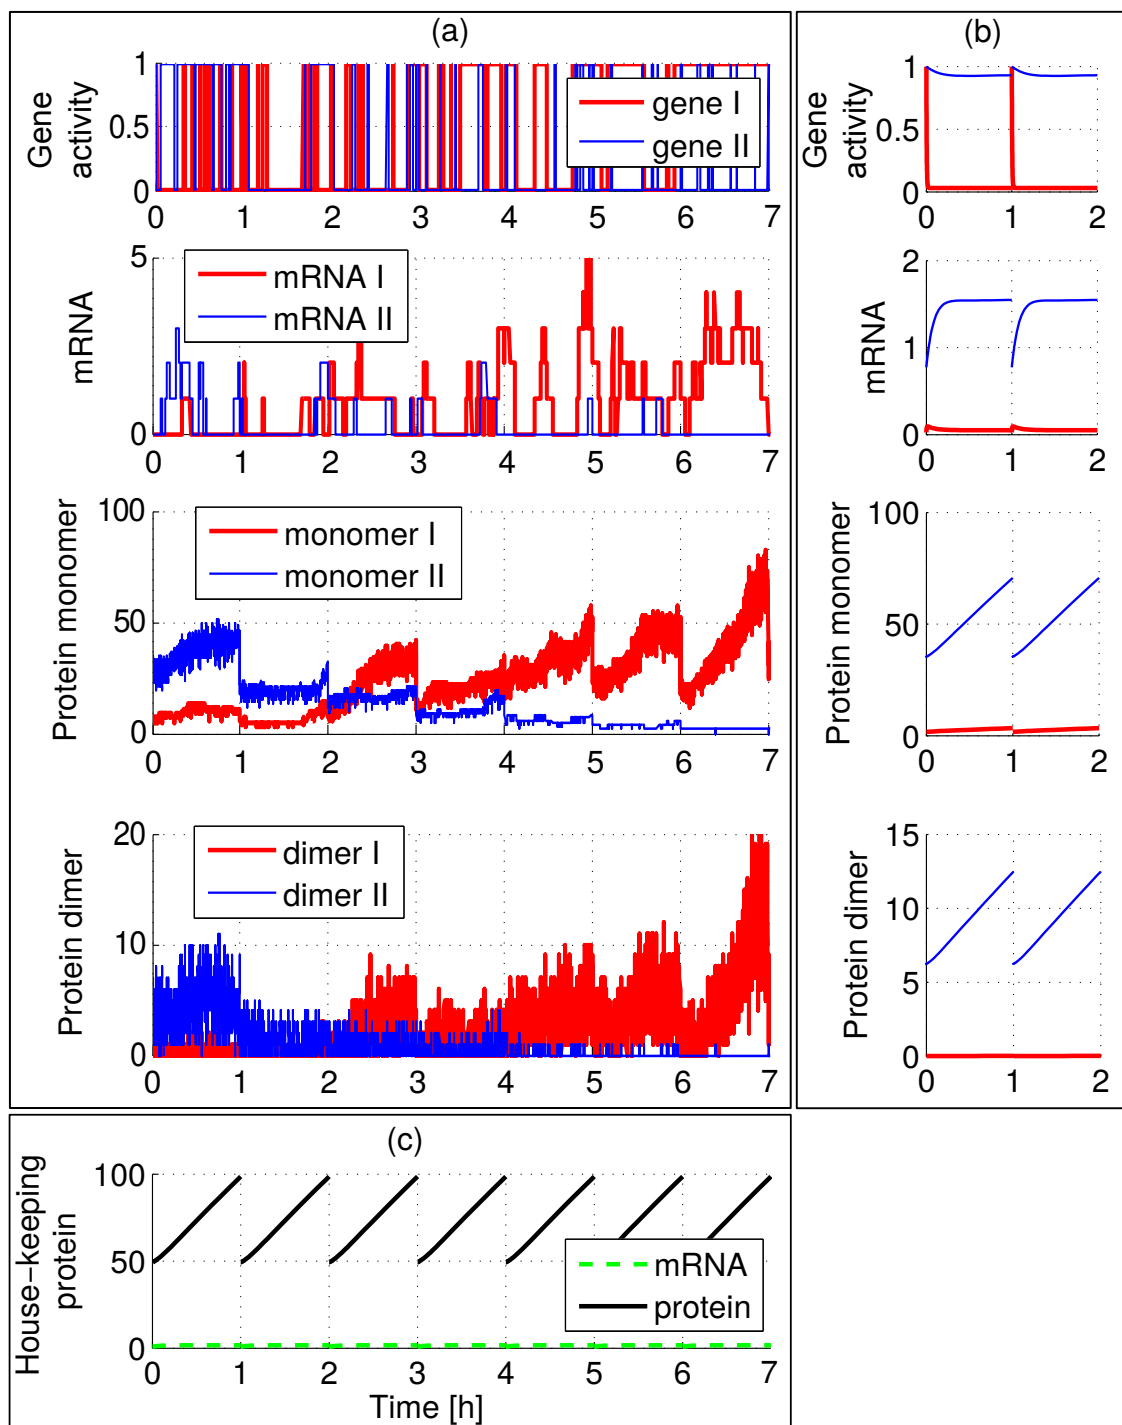 (a)
Gene
activity
1
0.5
0
gene I
gene II
0 1 2 3 4 5 6 7
mRNA
5
0
mRNA I
mRNA II
0 1 2 3 4 5 6 7
Protein monomer
100
50
0
monomer I
monomer II
0 1 2 3 4 5 6 7
Protein dimer
20
10
0
dimer I
dimer II
0 1 2 3 4 5 6 7
(b)
Gene
activity
1
0.5
0
0 1 2
mRNA
2
1
0
0 1 2
Protein monomer
100
50
0
0 1 2
Protein dimer
15
10
5
0
0 1 2
(c)
House-keeping
protein
100
50
0
mRNA
protein
0 1 2 3 4 5 6 7
Time [h]